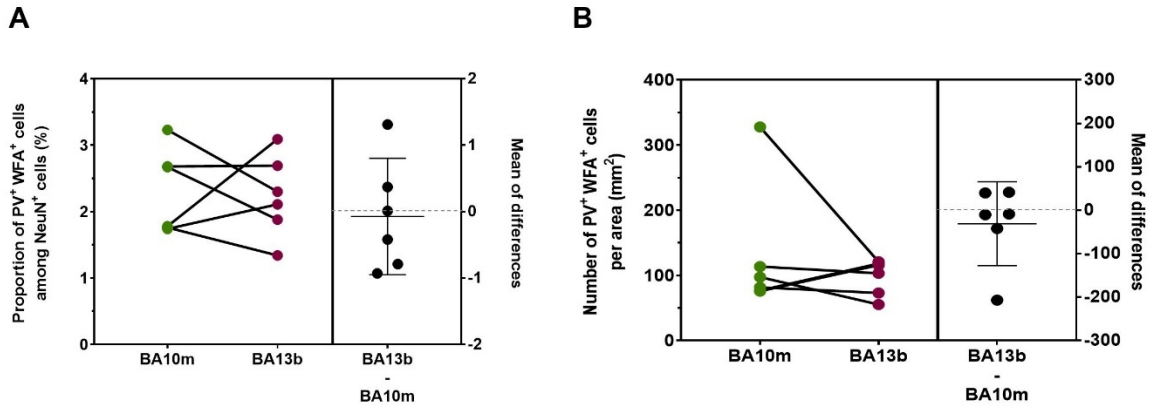 A
Proportion of PV⁺ WFA⁺ cells
among NeuN⁺ cells (%)
4
3
2
1
0
BA10m
BA13b
BA13b
-
BA10m
2
1
0
-1
-2
Mean of differences
B
Number of PV⁺ WFA⁺ cells
per area (mm²)
400
300
200
100
0
BA10m
BA13b
BA13b
-
BA10m
300
200
100
0
-100
-200
-300
Mean of differences